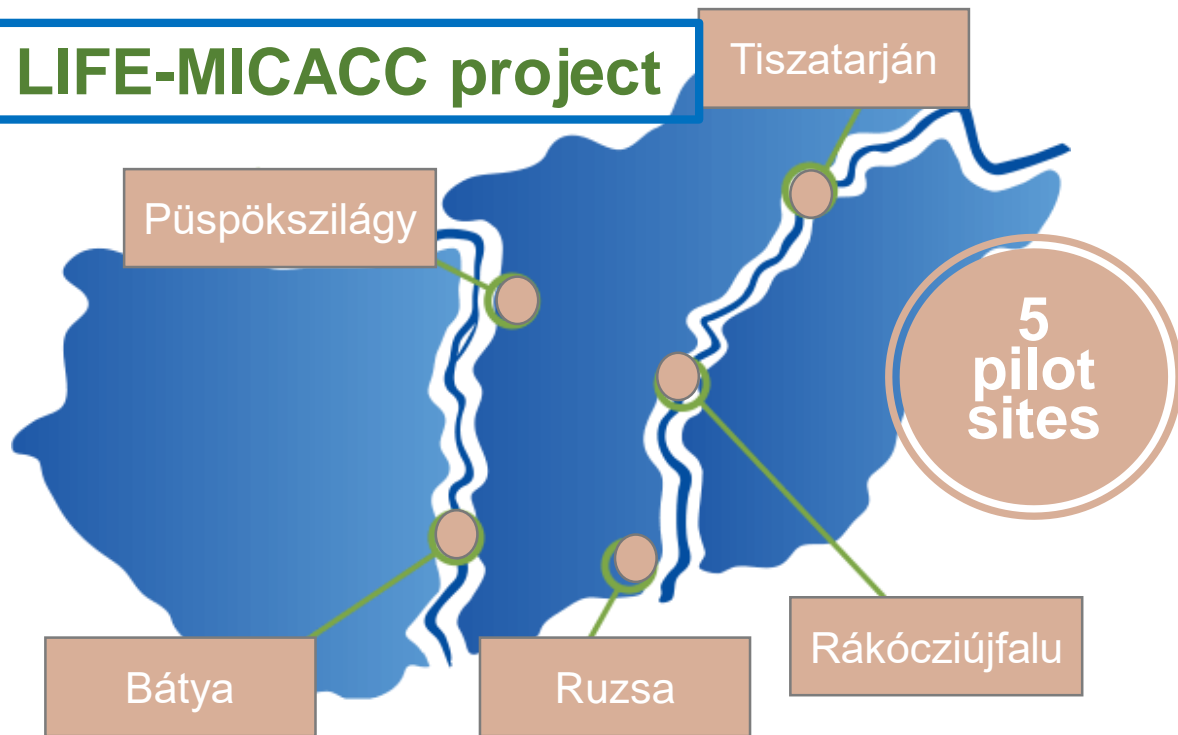 LIFE-MICACC project
Tiszatarján
Püspökszilágy
5
pilot
sites
Rákócziújfalu
Bátya
Ruzsa